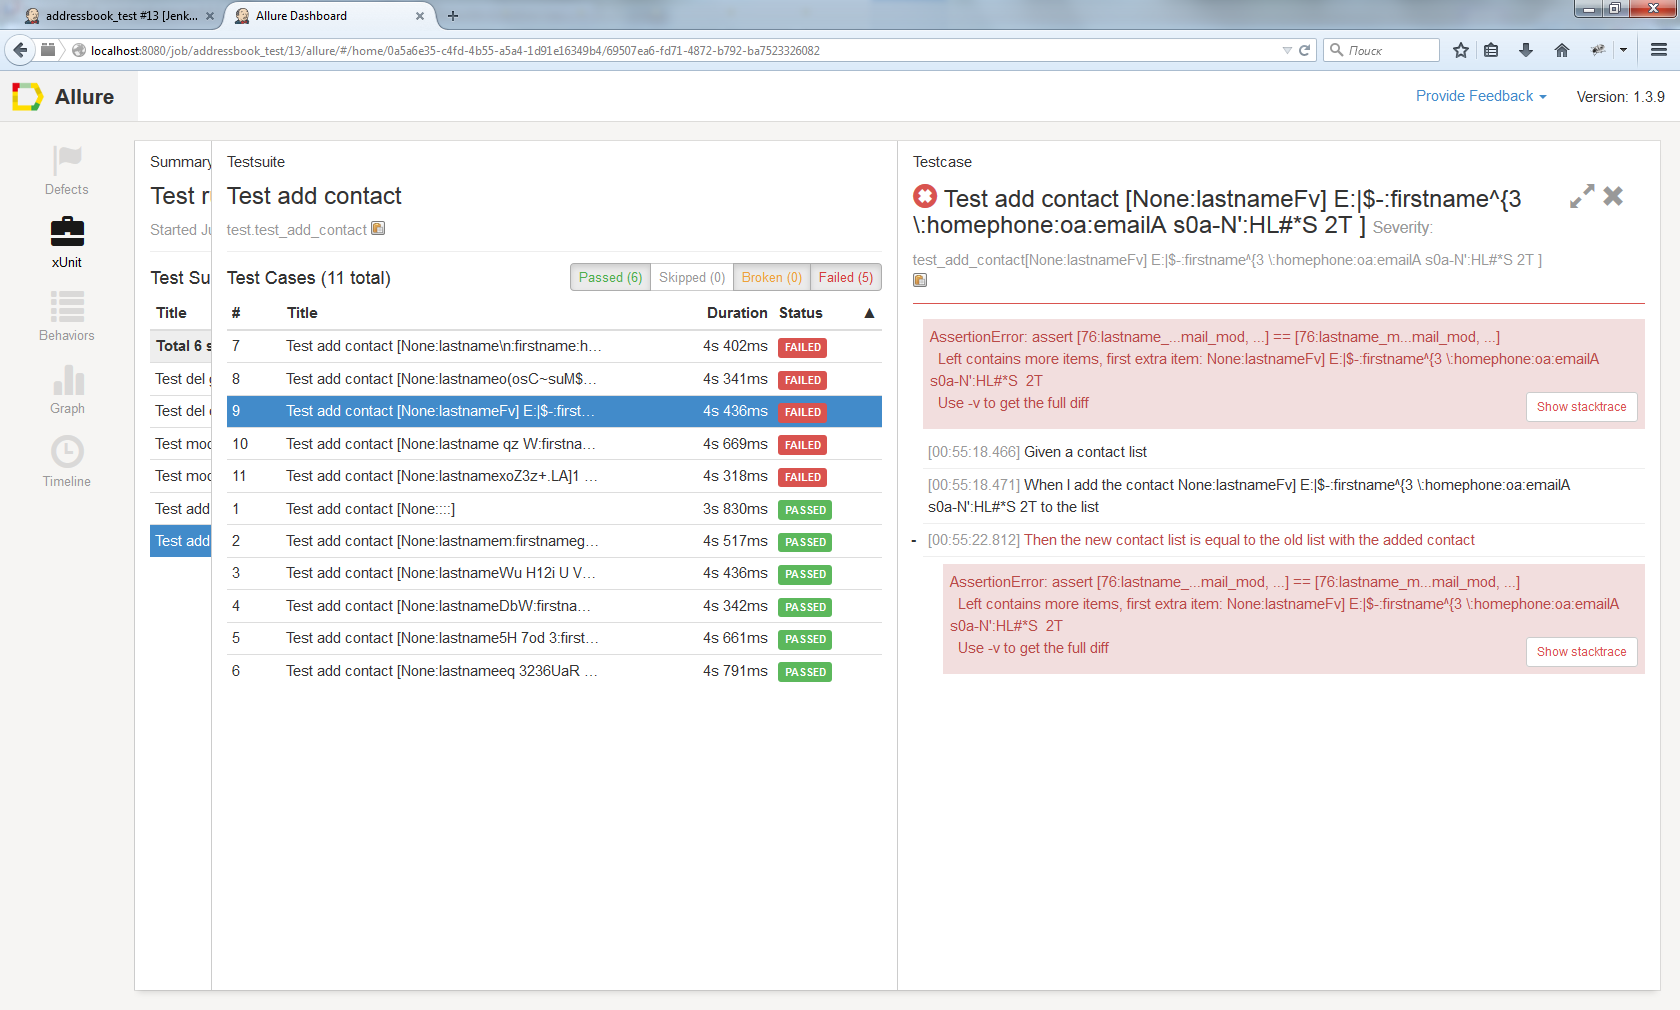 addressbook_test #13 [Jenk...
Allure Dashboard
localhost:8080/job/addressbook_test/13/allure/#/home/0a5a6e35-c4fd-4b55-a5a4-1d91e16349b4/69507ea6-fd71-4872-b792-ba7523326082
Поиск
Allure
Provide Feedback
Version: 1.3.9
Defects
xUnit
Behaviors
Graph
Timeline
Summary
Test r
Started Ju
Test Su
Title
Total 6 s
Test del g
Test del
Test mod
Test mod
Test add
Test add
Testsuite
Test add contact
test.test_add_contact
Test Cases (11 total)
Passed (6) Skipped (0) Broken (0) Failed (5)
# Title Duration Status ▲
7 Test add contact [None:lastname\n:firstname:h... 4s 402ms FAILED
8 Test add contact [None:lastnameo(osC~suM$... 4s 341ms FAILED
9 Test add contact [None:lastnameFv] E:|$-:first... 4s 436ms FAILED
10 Test add contact [None:lastname qz W:firstna... 4s 669ms FAILED
11 Test add contact [None:lastnamexoZ3z+.LA]1 ... 4s 318ms FAILED
1 Test add contact [None::::] 3s 830ms PASSED
2 Test add contact [None:lastnamem:firstnameg... 4s 517ms PASSED
3 Test add contact [None:lastnameWu H12i U V... 4s 436ms PASSED
4 Test add contact [None:lastnameDbW:firstna... 4s 342ms PASSED
5 Test add contact [None:lastname5H 7od 3:first... 4s 661ms PASSED
6 Test add contact [None:lastnameeq 3236UaR ... 4s 791ms PASSED
Testcase
Test add contact [None:lastnameFv] E:|$-:firstname^{3
\:homephone:oa:emailA s0a-N':HL#*S 2T ] Severity:
test_add_contact[None:lastnameFv] E:|$-:firstname^{3 \:homephone:oa:emailA s0a-N':HL#*S 2T ]
AssertionError: assert [76:lastname_...mail_mod, ...] == [76:lastname_m...mail_mod, ...]
Left contains more items, first extra item: None:lastnameFv] E:|$-:firstname^{3 \:homephone:oa:emailA
s0a-N':HL#*S 2T
Use -v to get the full diff
Show stacktrace
[00:55:18.466] Given a contact list
[00:55:18.471] When I add the contact None:lastnameFv] E:|$-:firstname^{3 \:homephone:oa:emailA
s0a-N':HL#*S 2T to the list
- [00:55:22.812] Then the new contact list is equal to the old list with the added contact
AssertionError: assert [76:lastname_...mail_mod, ...] == [76:lastname_m...mail_mod, ...]
Left contains more items, first extra item: None:lastnameFv] E:|$-:firstname^{3 \:homephone:oa:emailA
s0a-N':HL#*S 2T
Use -v to get the full diff
Show stacktrace